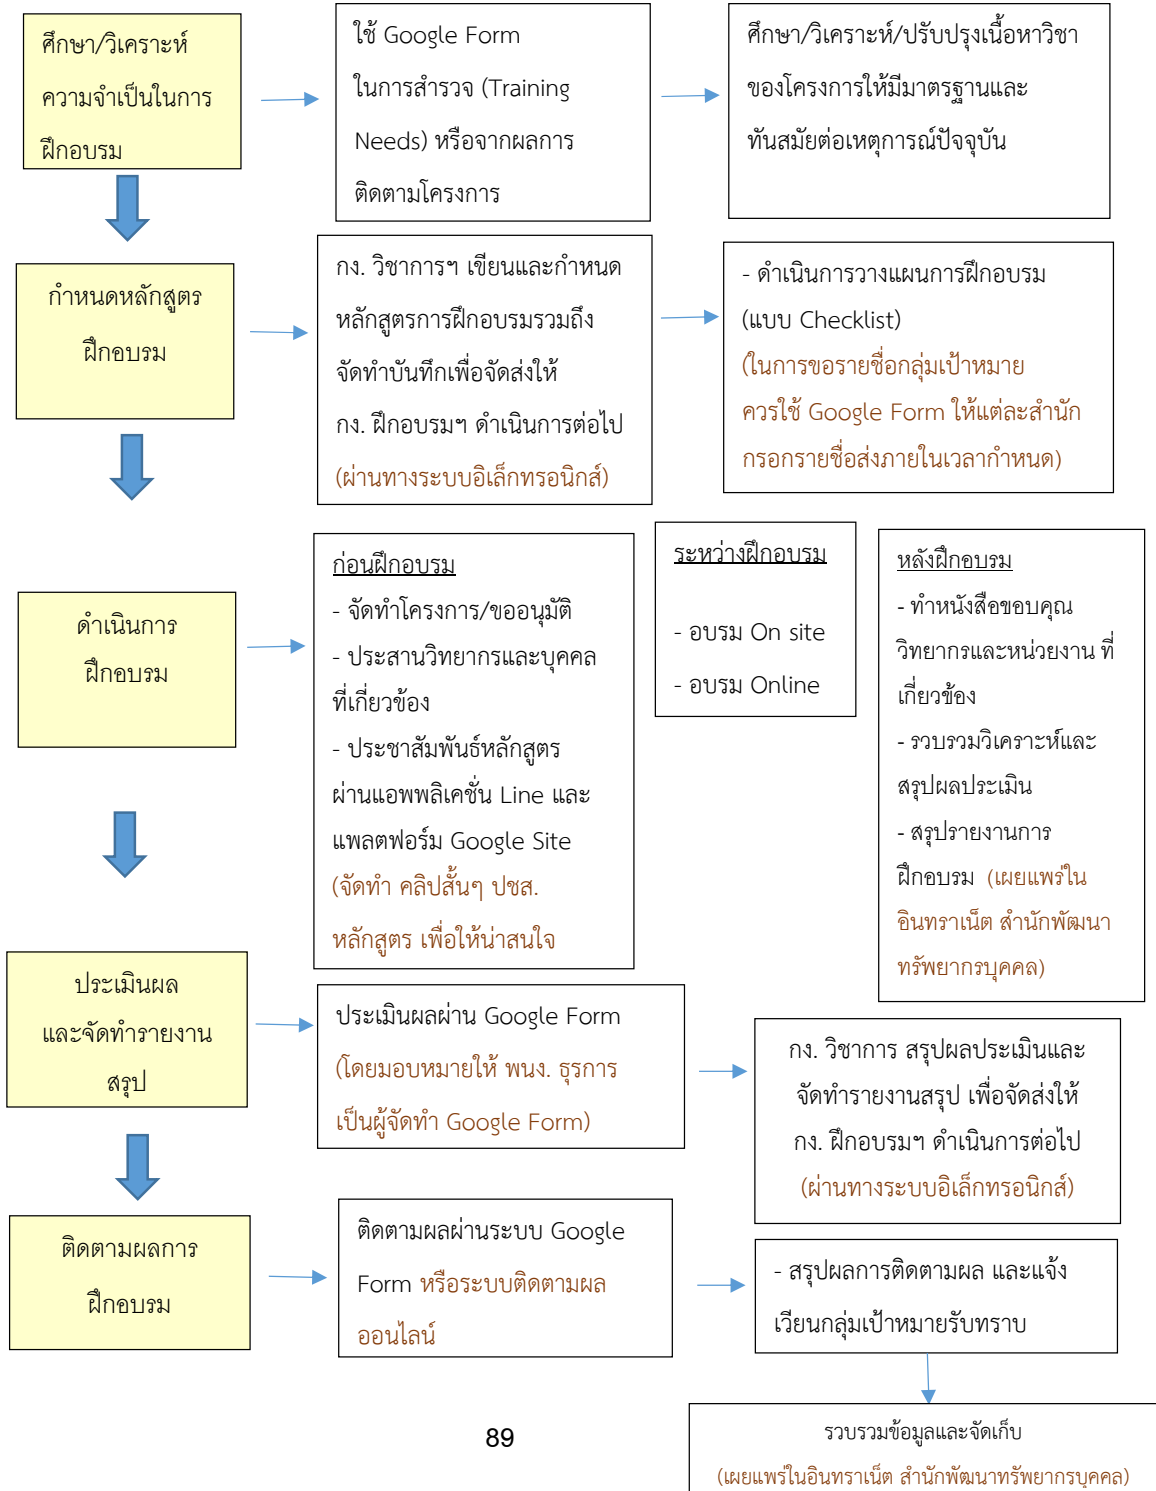 ศึกษา/วิเคราะห์
ความจำเป็นในการ
ฝึกอบรม
ใช้ Google Form
ในการสำรวจ (Training
Needs) หรือจากผลการ
ติดตามโครงการ
ศึกษา/วิเคราะห์/ปรับปรุงเนื้อหาวิชา
ของโครงการให้มีมาตรฐานและ
ทันสมัยต่อเหตุการณ์ปัจจุบัน
กำหนดหลักสูตร
ฝึกอบรม
กง. วิชาการฯ เขียนและกำหนด
หลักสูตรการฝึกอบรมรวมถึง
จัดทำบันทึกเพื่อจัดส่งให้
กง. ฝึกอบรมฯ ดำเนินการต่อไป
(ผ่านทางระบบอิเล็กทรอนิกส์)
- ดำเนินการวางแผนการฝึกอบรม
(แบบ Checklist)
(ในการขอรายชื่อกลุ่มเป้าหมาย
ควรใช้ Google Form ให้แต่ละสำนัก
กรอกรายชื่อส่งภายในเวลากำหนด)
ดำเนินการ
ฝึกอบรม
ก่อนฝึกอบรม
- จัดทำโครงการ/ขออนุมัติ
- ประสานวิทยากรและบุคคล
ที่เกี่ยวข้อง
- ประชาสัมพันธ์หลักสูตร
ผ่านแอพพลิเคชั่น Line และ
แพลตฟอร์ม Google Site
(จัดทำ คลิปสั้นๆ ปชส.
หลักสูตร เพื่อให้น่าสนใจ
ระหว่างฝึกอบรม
- อบรม On site
- อบรม Online
หลังฝึกอบรม
- ทำหนังสือขอบคุณ
วิทยากรและหน่วยงาน ที่
เกี่ยวข้อง
- รวบรวมวิเคราะห์และ
สรุปผลประเมิน
- สรุปรายงานการ
ฝึกอบรม (เผยแพร่ใน
อินทราเน็ต สำนักพัฒนา
ทรัพยากรบุคคล)
ประเมินผล
และจัดทำรายงาน
สรุป
ประเมินผลผ่าน Google Form
(โดยมอบหมายให้ พนง. ธุรการ
เป็นผู้จัดทำ Google Form)
กง. วิชาการ สรุปผลประเมินและ
จัดทำรายงานสรุป เพื่อจัดส่งให้
กง. ฝึกอบรมฯ ดำเนินการต่อไป
(ผ่านทางระบบอิเล็กทรอนิกส์)
ติดตามผลการ
ฝึกอบรม
ติดตามผลผ่านระบบ Google
Form หรือระบบติดตามผล
ออนไลน์
- สรุปผลการติดตามผล และแจ้ง
เวียนกลุ่มเป้าหมายรับทราบ
รวบรวมข้อมูลและจัดเก็บ
(เผยแพร่ในอินทราเน็ต สำนักพัฒนาทรัพยากรบุคคล)
89